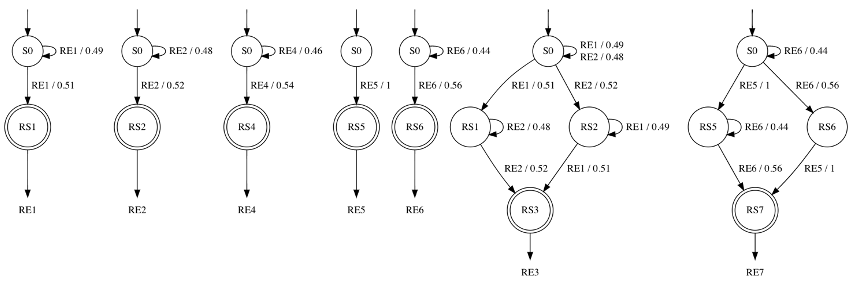 S0
RE1 / 0.49
RE1 / 0.51
RS1
RE1
S0
RE2 / 0.48
RE2 / 0.52
RS2
RE2
S0
RE4 / 0.46
RE4 / 0.54
RS4
RE4
S0
RE5 / 1
RS5
RE5
S0
RE6 / 0.44
RE6 / 0.56
RS6
RE6
S0
RE1 / 0.49
RE2 / 0.48
RE1 / 0.51
RE2 / 0.52
RS1
RE2 / 0.48
RS2
RE1 / 0.49
RE2 / 0.52
RE1 / 0.51
RS3
RE3
S0
RE6 / 0.44
RE5 / 1
RE6 / 0.56
RS5
RE6 / 0.44
RS6
RE6 / 0.56
RE5 / 1
RS7
RE7